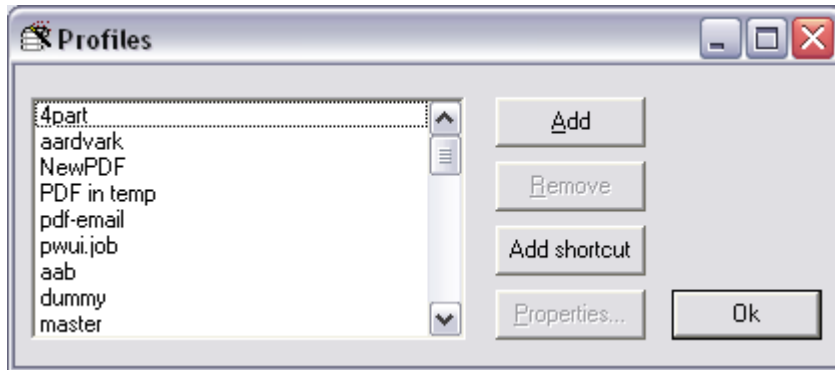 Profiles
4part
aardvark
NewPDF
PDF in temp
pdf-email
pwui.job
aab
dummy
master
Add
Remove
Add shortcut
Properties...
Ok